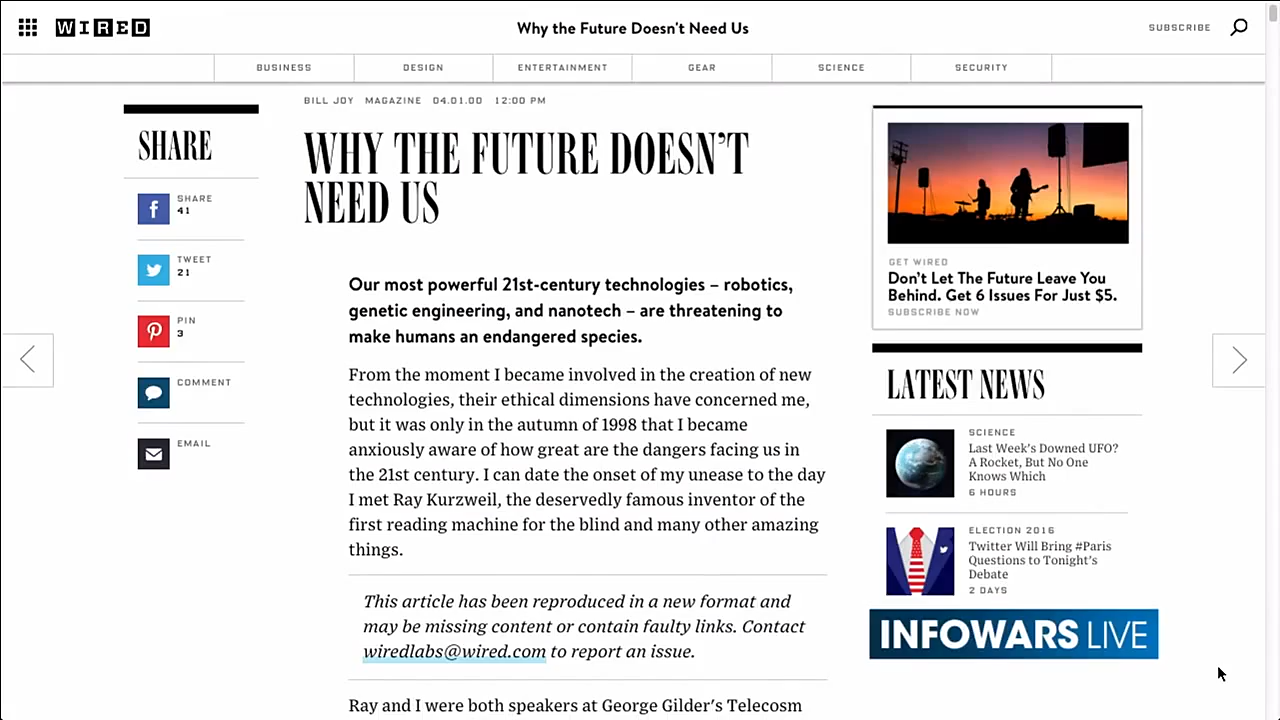 WIRED
Why the Future Doesn't Need Us
SUBSCRIBE
BUSINESS
DESIGN
ENTERTAINMENT
GEAR
SCIENCE
SECURITY
SHARE
SHARE
41
TWEET
21
PIN
3
COMMENT
EMAIL
BILL JOY MAGAZINE 04.01.00 12:00 PM
WHY THE FUTURE DOESN'T
NEED US
Our most powerful 21st-century technologies – robotics,
genetic engineering, and nanotech – are threatening to
make humans an endangered species.
From the moment I became involved in the creation of new
technologies, their ethical dimensions have concerned me,
but it was only in the autumn of 1998 that I became
anxiously aware of how great are the dangers facing us in
the 21st century. I can date the onset of my unease to the day
I met Ray Kurzweil, the deservedly famous inventor of the
first reading machine for the blind and many other amazing
things.
This article has been reproduced in a new format and
may be missing content or contain faulty links. Contact
wiredlabs@wired.com to report an issue.
Ray and I were both speakers at George Gilder's Telecosm
GET WIRED
Don't Let The Future Leave You
Behind. Get 6 Issues For Just $5.
SUBSCRIBE NOW
LATEST NEWS
SCIENCE
Last Week's Downed UFO?
A Rocket, But No One
Knows Which
6 HOURS
ELECTION 2016
Twitter Will Bring #Paris
Questions to Tonight's
Debate
2 DAYS
INFOWARS LIVE